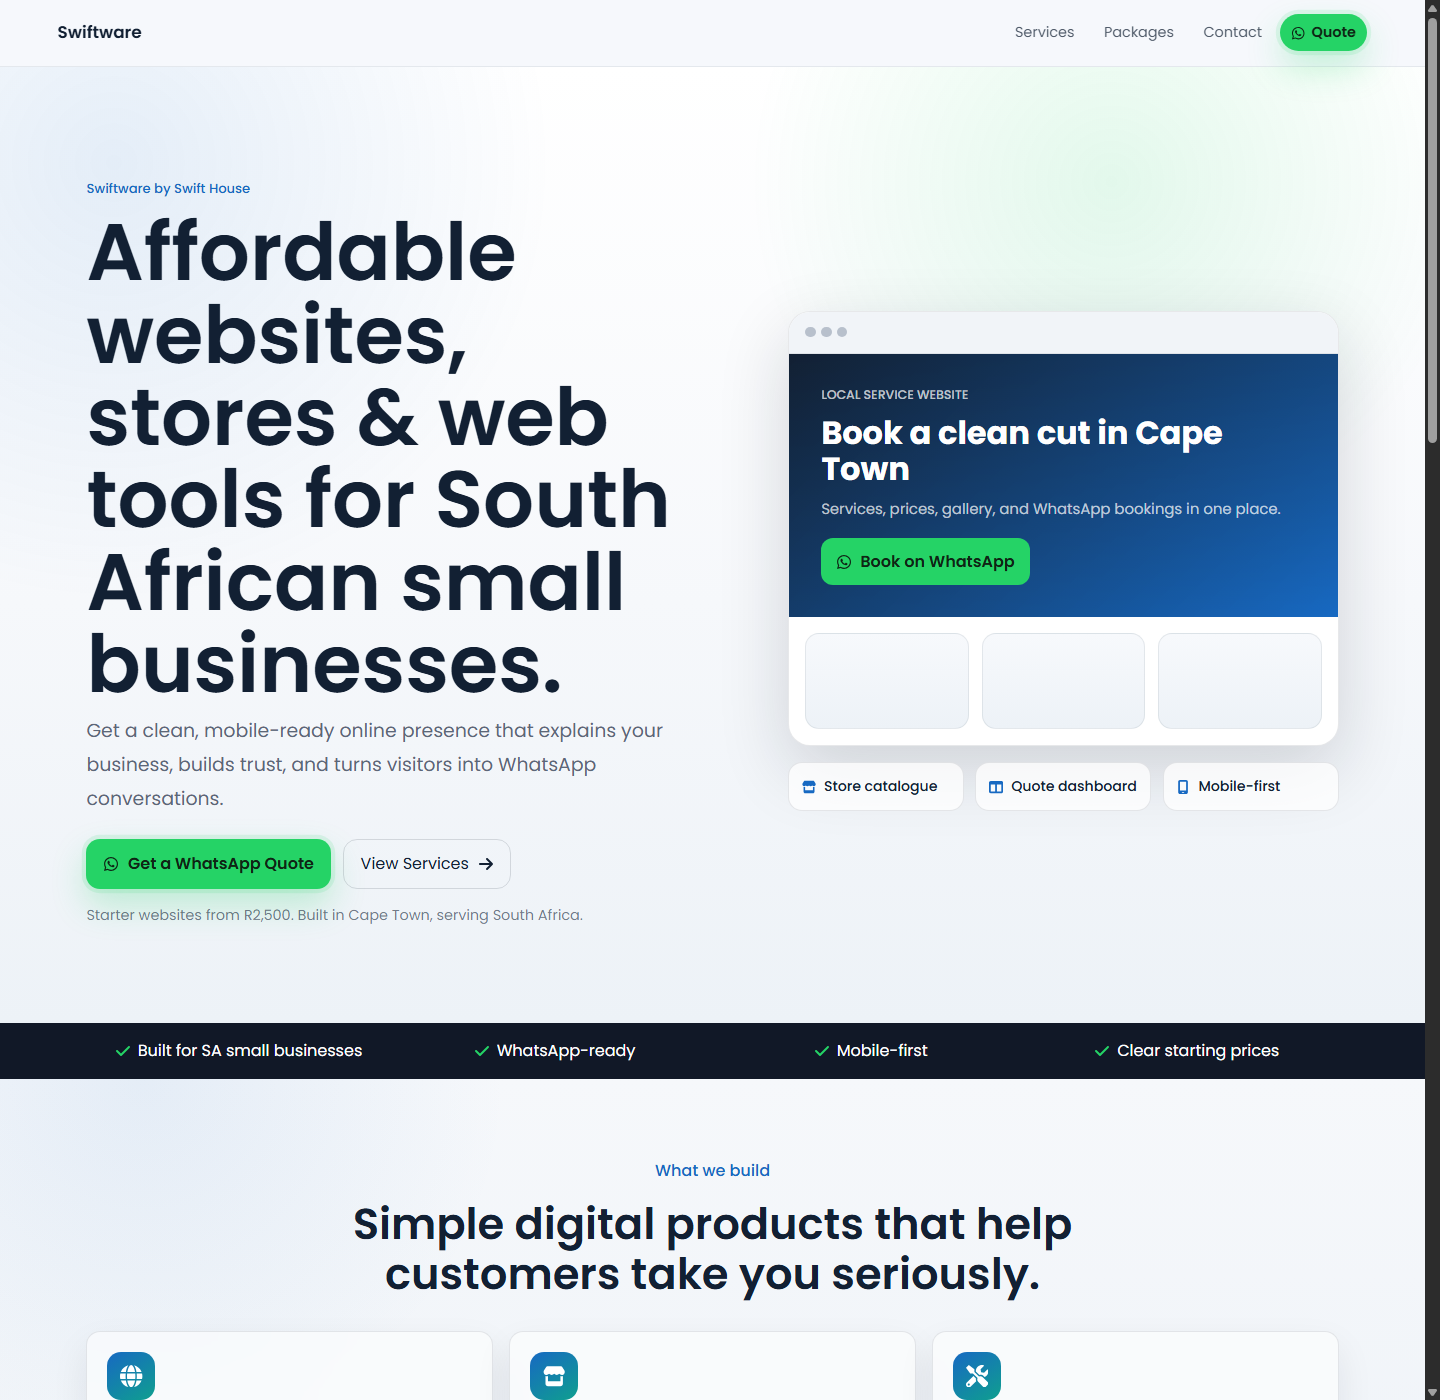 Swiftware
Services
Packages
Contact
Quote
Swiftware by Swift House
Affordable
websites,
stores & web
tools for South
African small
businesses.
Get a clean, mobile-ready online presence that explains your
business, builds trust, and turns visitors into WhatsApp
conversations.
Get a WhatsApp Quote
View Services
Starter websites from R2,500. Built in Cape Town, serving South Africa.
LOCAL SERVICE WEBSITE
Book a clean cut in Cape
Town
Services, prices, gallery, and WhatsApp bookings in one place.
Book on WhatsApp
Store catalogue
Quote dashboard
Mobile-first
Built for SA small businesses
WhatsApp-ready
Mobile-first
Clear starting prices
What we build
Simple digital products that help
customers take you seriously.